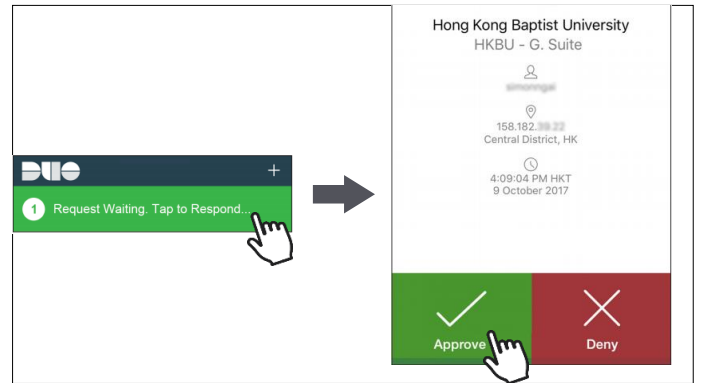 DUO
+
1 Request Waiting. Tap to Respond...
Hong Kong Baptist University
HKBU - G. Suite
158.182.
Central District, HK
4:09:04 PM HKT
9 October 2017
Approve
Deny